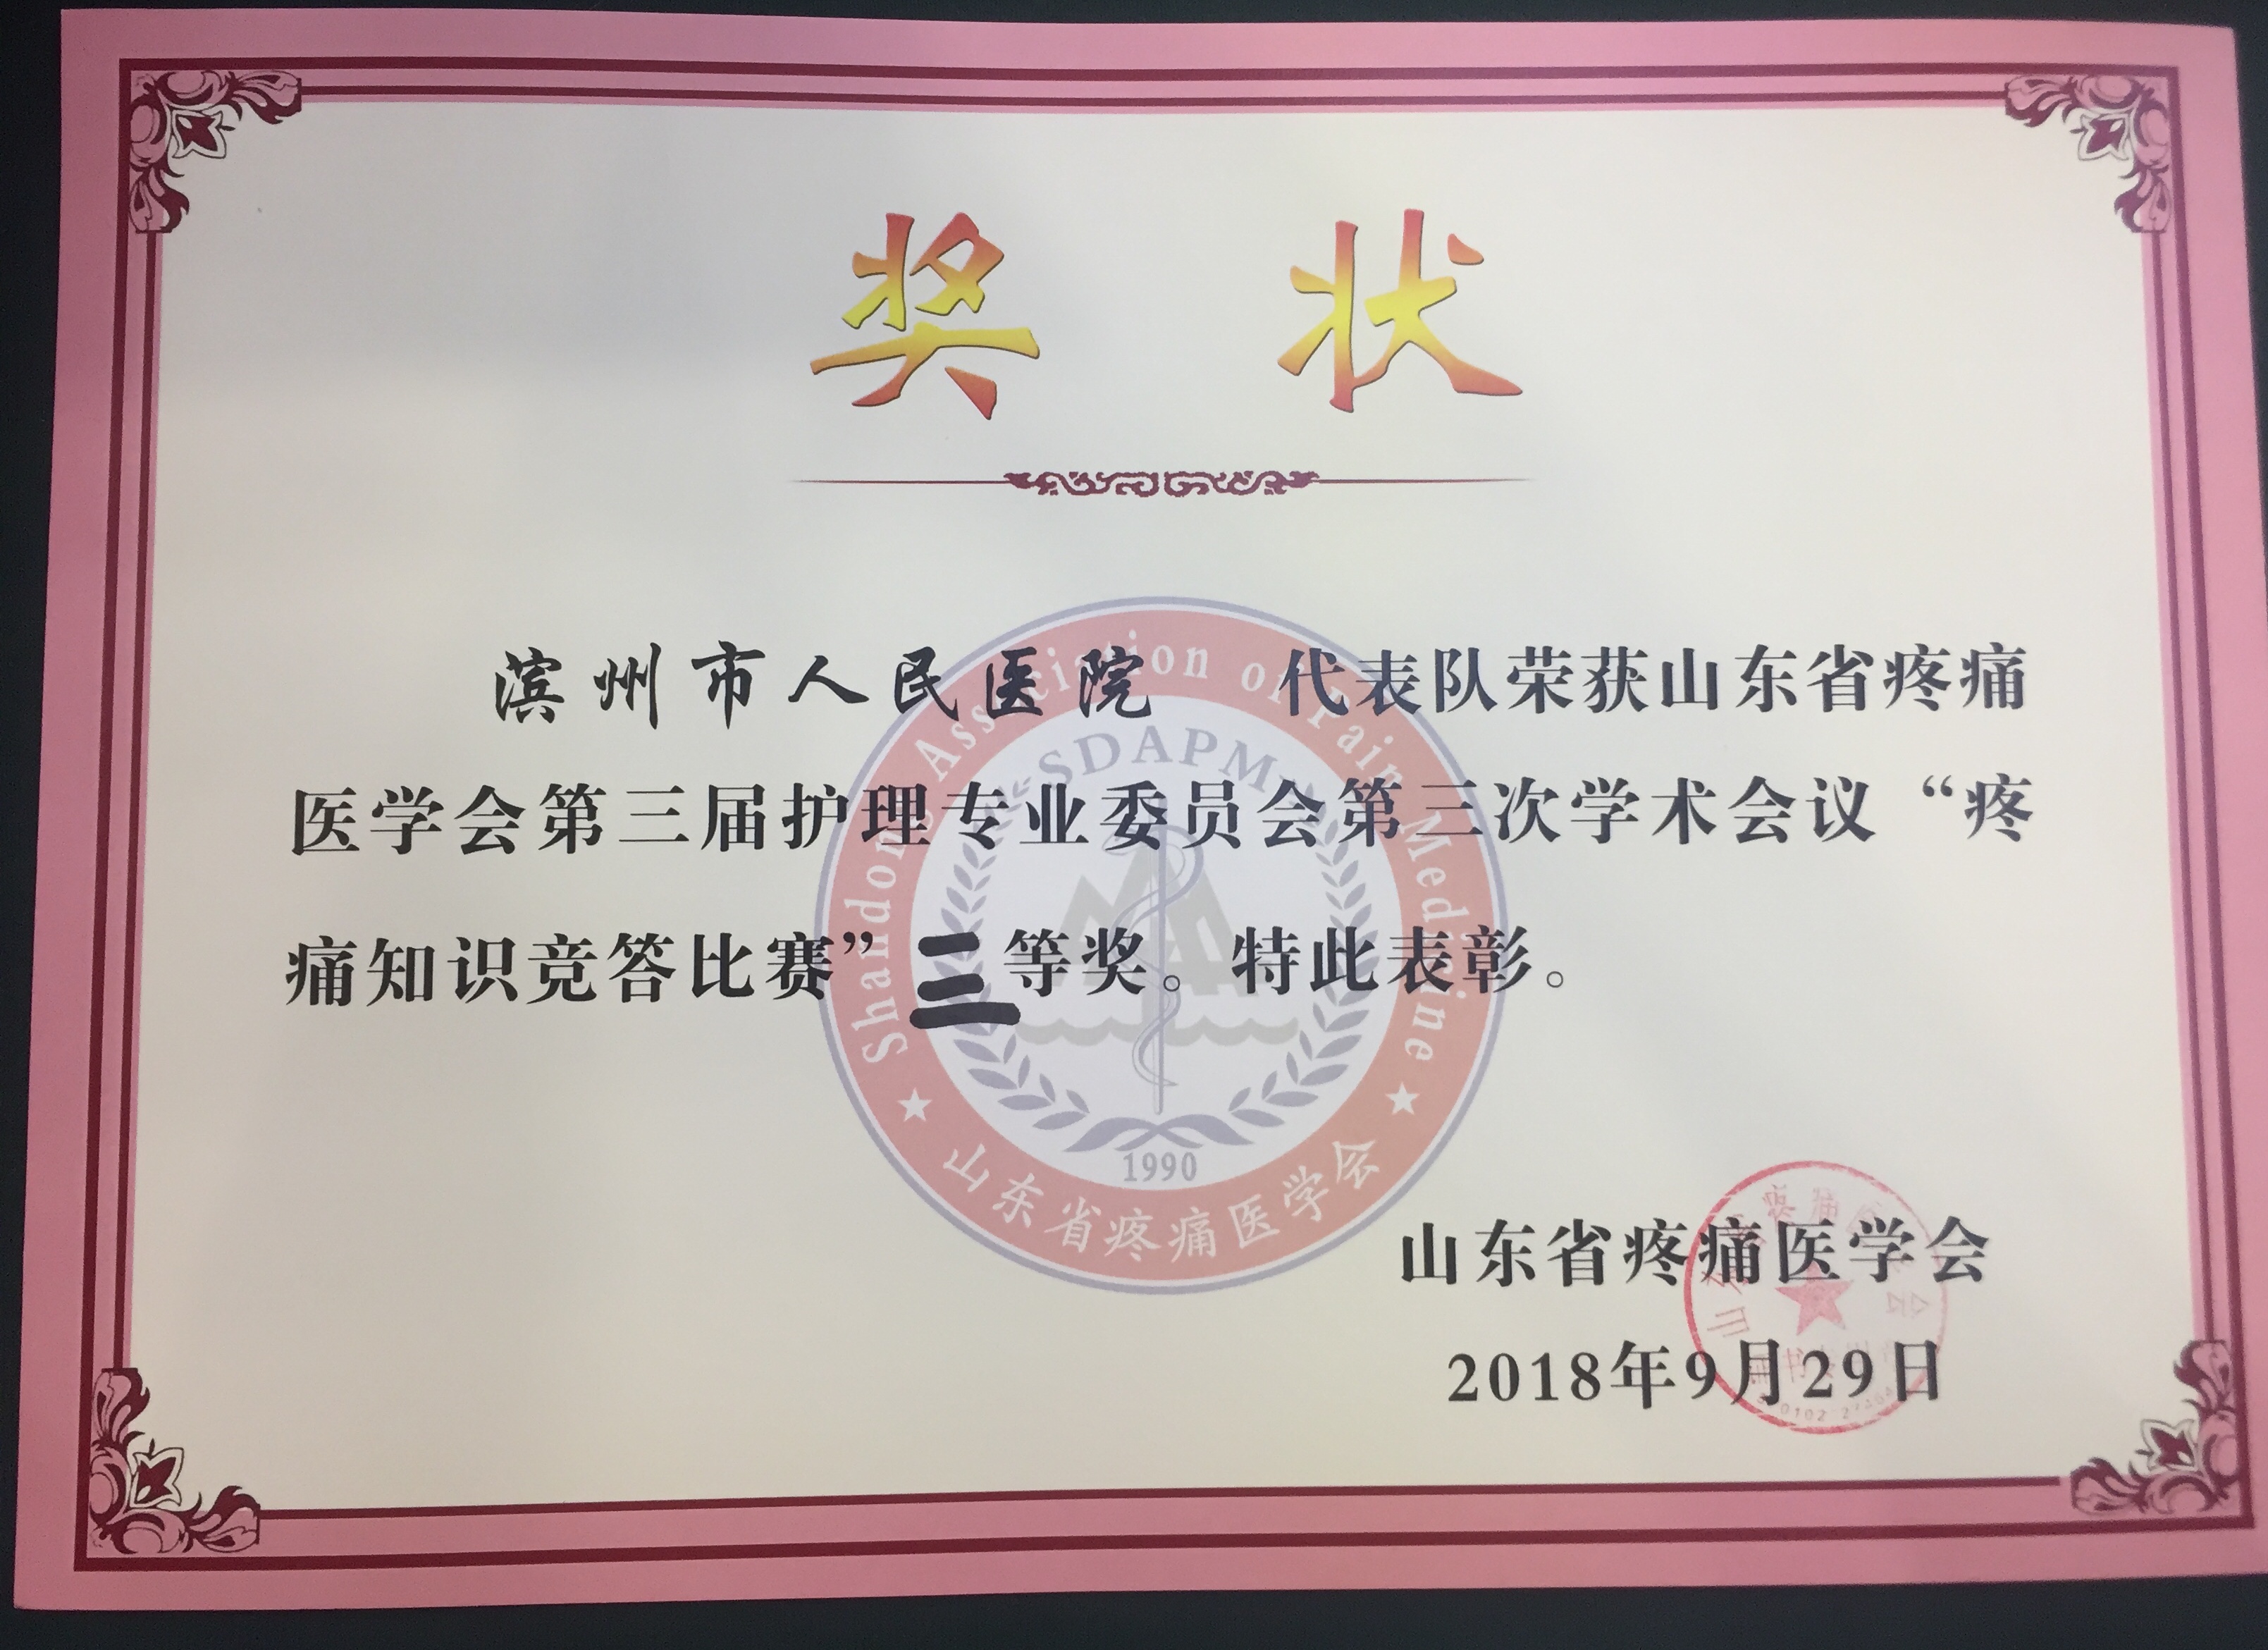 奖 状
滨州市人民医院 代表队荣获山东省疼痛
医学会第三届护理专业委员会第三次学术会议“疼
痛知识竞答比赛”三等奖。特此表彰。
Shandong Association of Pain Medicine
SDAPM
1990
山东省疼痛医学会
山东省疼痛医学会
2018年9月29日